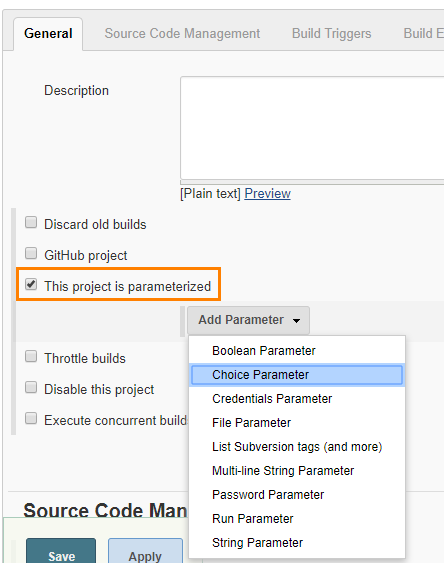 General Source Code Management Build Triggers Build E
Description
[Plain text] Preview
Discard old builds
GitHub project
This project is parameterized
Add Parameter
Boolean Parameter
Throttle builds
Choice Parameter
Disable this project
Credentials Parameter
Execute concurrent build
File Parameter
List Subversion tags (and more)
Multi-line String Parameter
Password Parameter
Source Code Man
Run Parameter
String Parameter
Save Apply